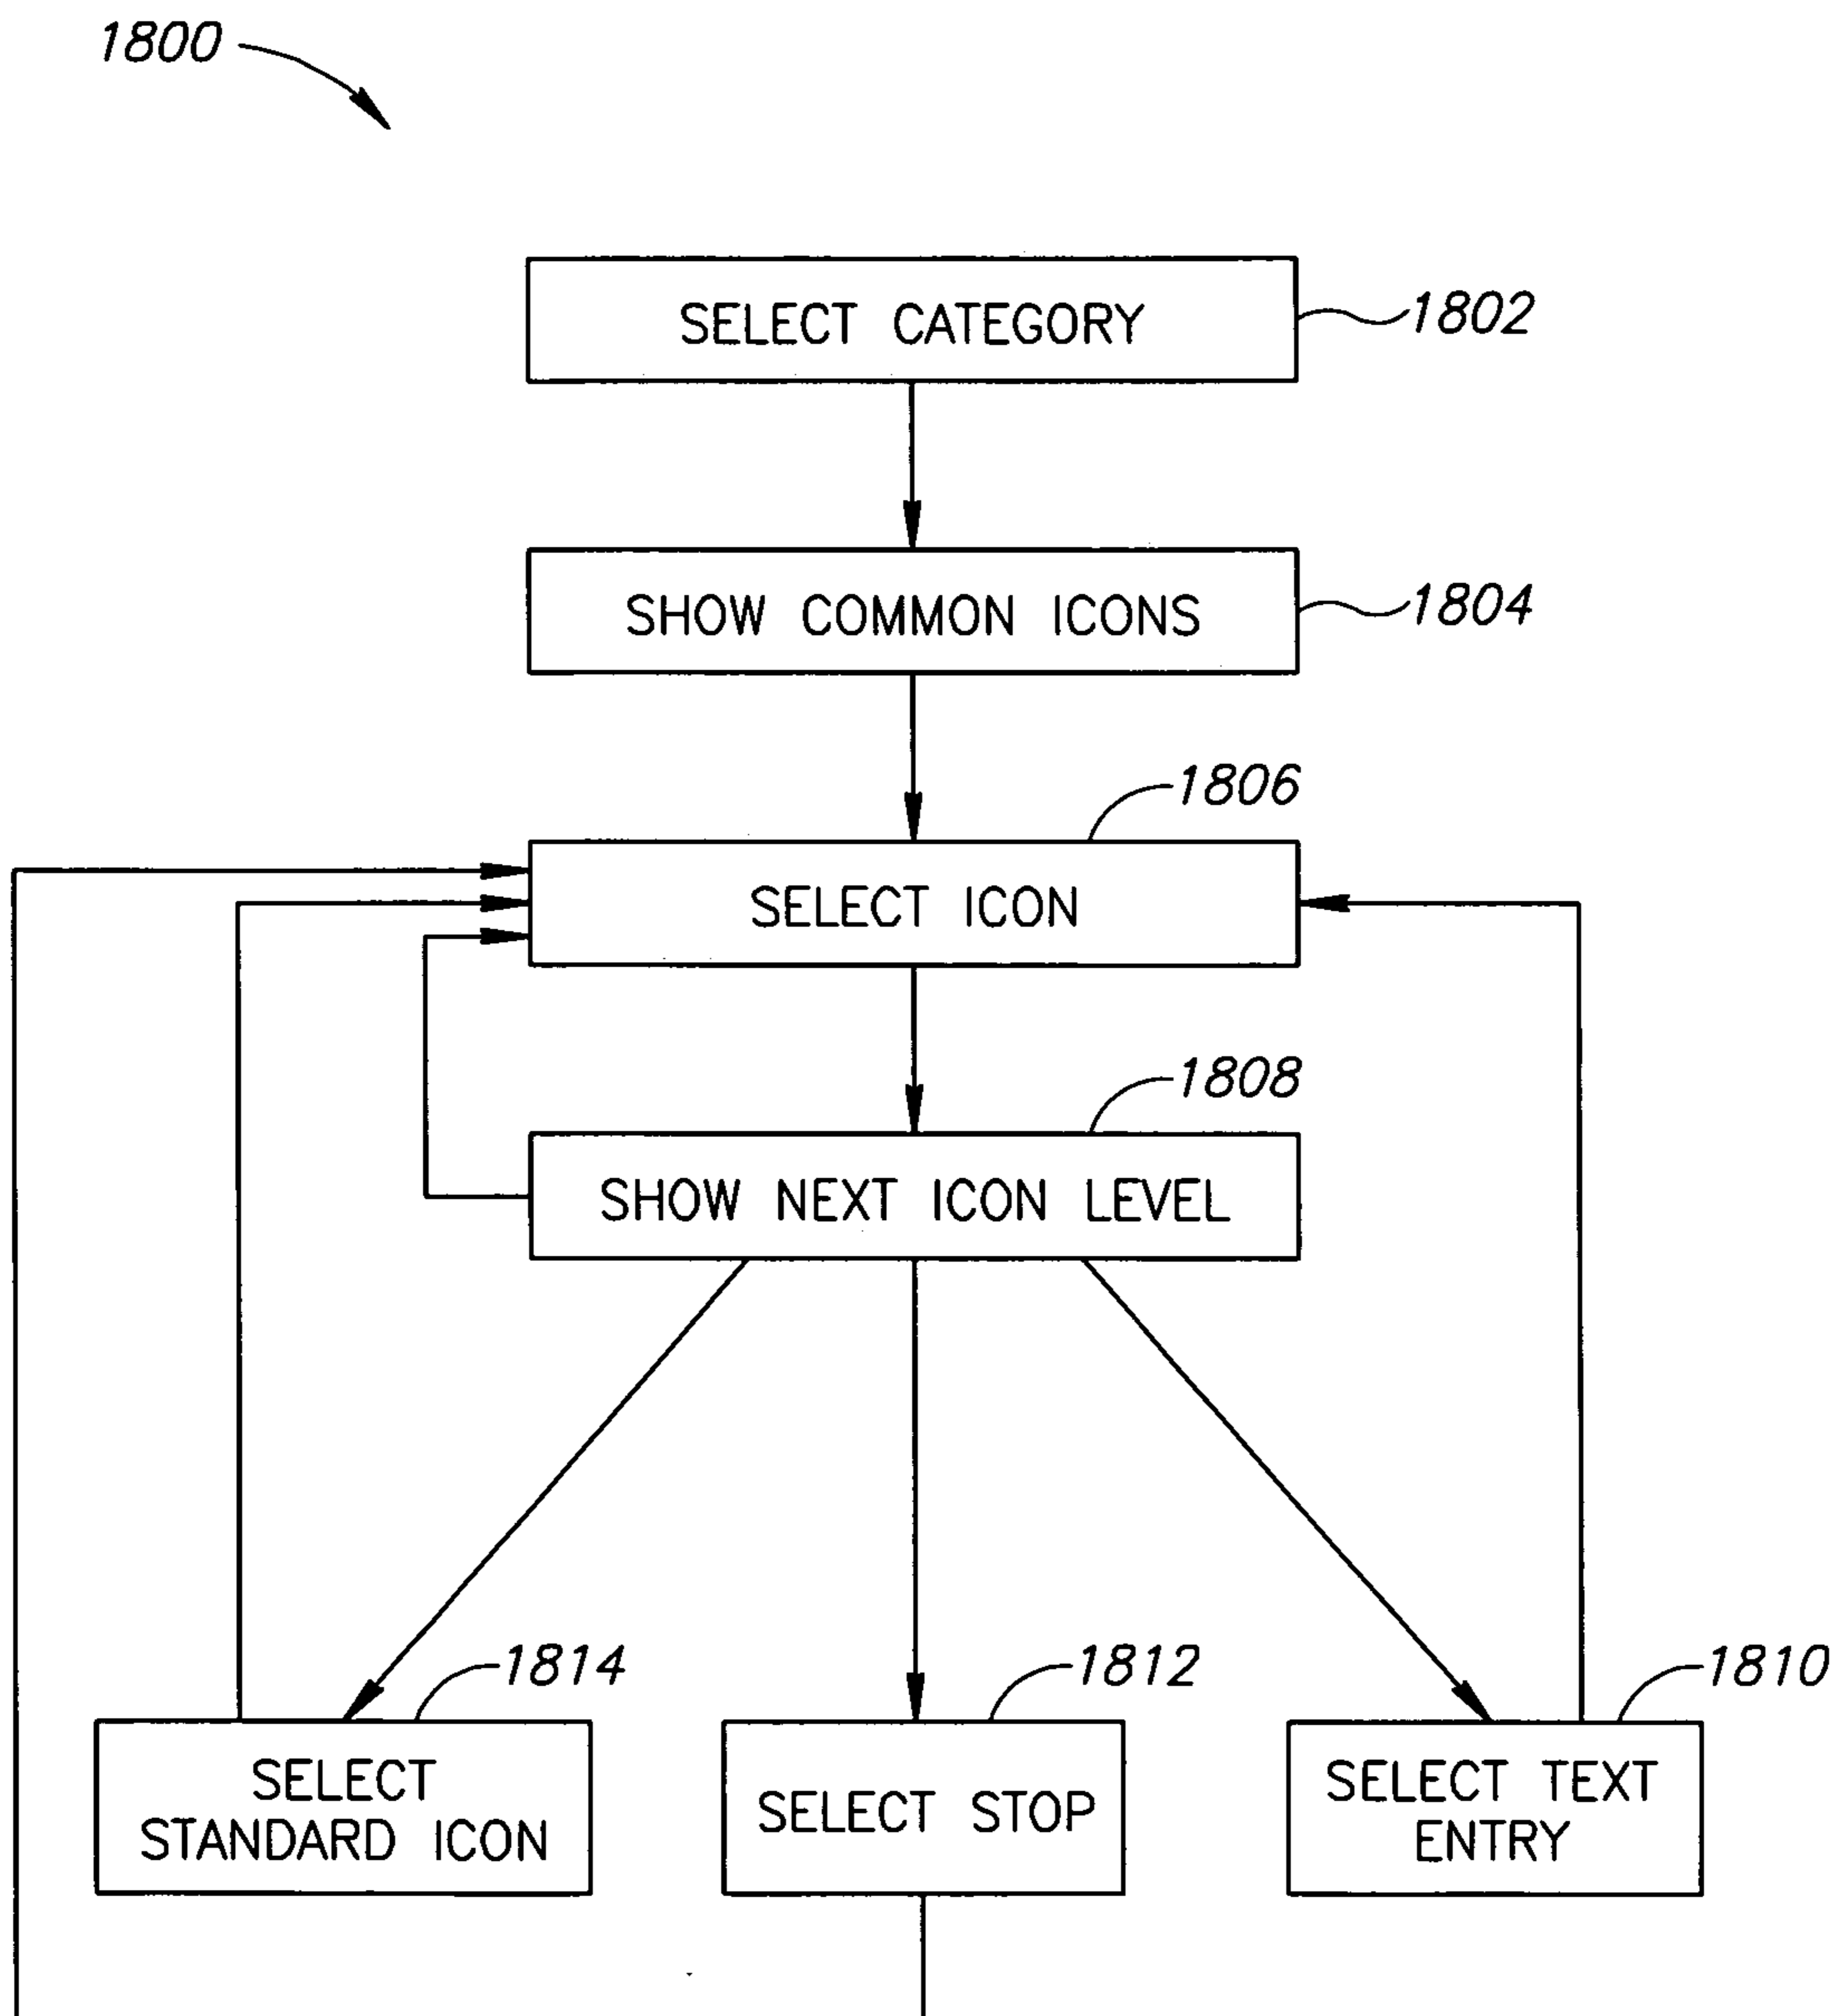 1800
SELECT CATEGORY
1802
SHOW COMMON ICONS
1804
1806
SELECT ICON
1808
SHOW NEXT ICON LEVEL
1814
1812
1810
SELECT
STANDARD ICON
SELECT STOP
SELECT TEXT
ENTRY